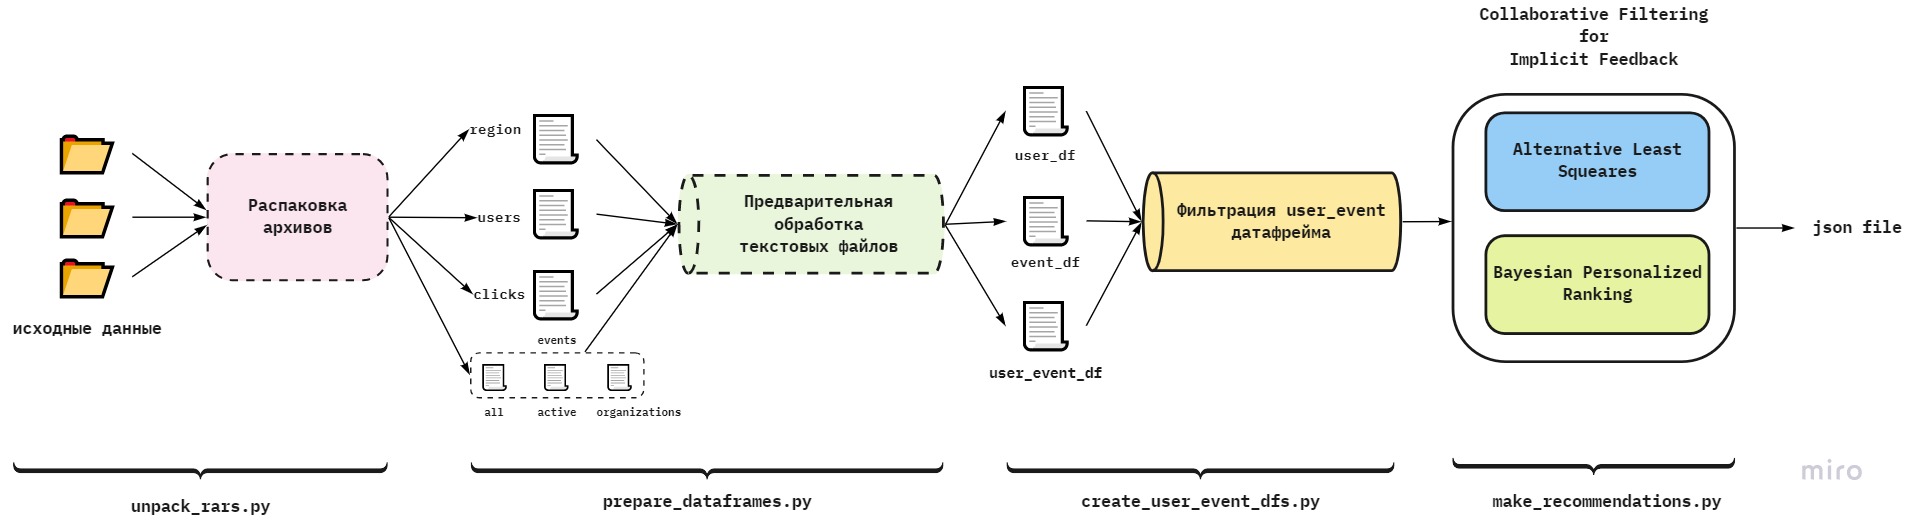 исходные данные
Распаковка
архивов
region
users
clicks
events
all
active
organizations
Предварительная
обработка
текстовых файлов
user_df
event_df
user_event_df
Фильтрация user_event
датафрейма
Collaborative Filtering
for
Implicit Feedback
Alternative Least
Squeares
Bayesian Personalized
Ranking
json file
unpack_rars.py
prepare_dataframes.py
create_user_event_dfs.py
make_recommendations.py
miro